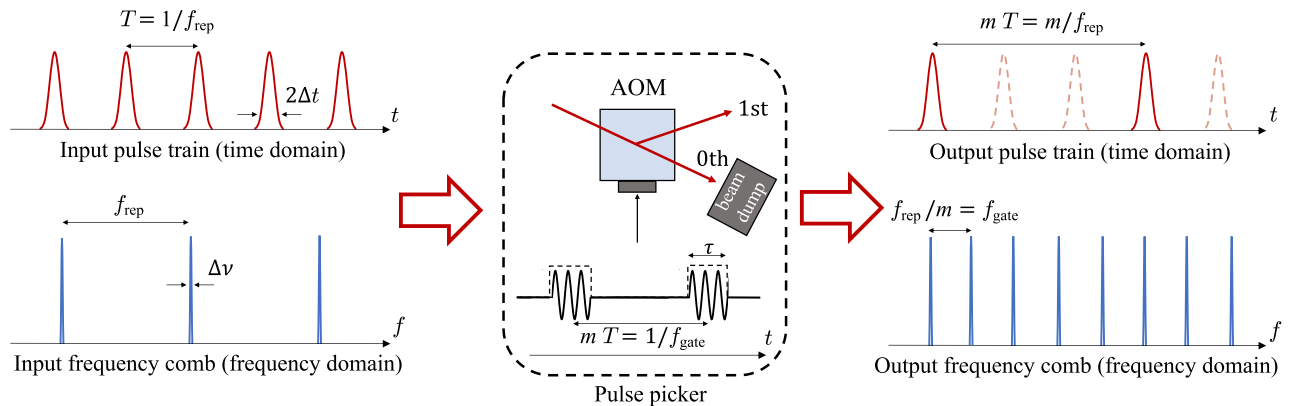 T = 1/f_rep
2Δt
t
Input pulse train (time domain)
f_rep
Δν
f
Input frequency comb (frequency domain)
AOM
1st
0th
beam
dump
τ
m T = 1/f_gate
t
Pulse picker
m T = m/f_rep
t
Output pulse train (time domain)
f_rep/m = f_gate
f
Output frequency comb (frequency domain)